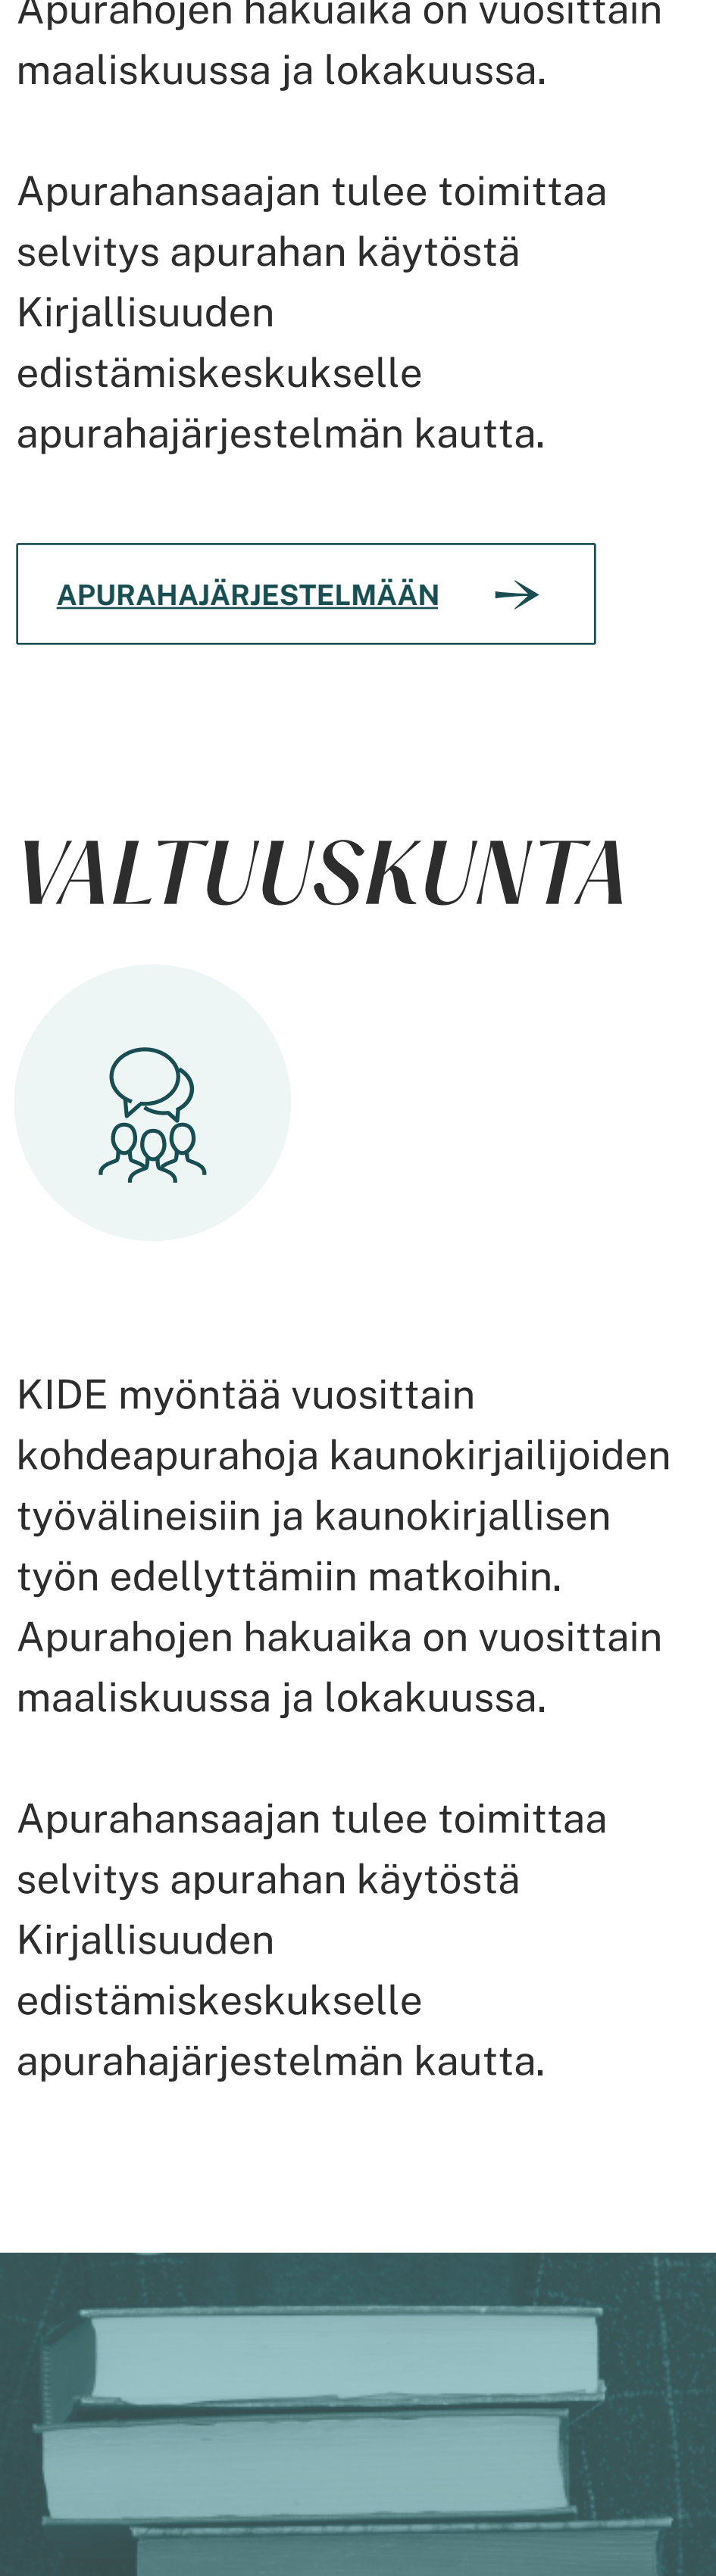 Apurahojen hakuaika on vuosittain
maaliskuussa ja lokakuussa.
Apurahansaajan tulee toimittaa
selvitys apurahan käytöstä
Kirjallisuuden
edistämiskeskukselle
apurahajärjestelmän kautta.
APURAHAJÄRJESTELMÄÄN
VALTUUSKUNTA
KIDE myöntää vuosittain
kohdeapurahoja kaunokirjailijoiden
työvälineisiin ja kaunokirjallisen
työn edellyttämiin matkoihin.
Apurahojen hakuaika on vuosittain
maaliskuussa ja lokakuussa.
Apurahansaajan tulee toimittaa
selvitys apurahan käytöstä
Kirjallisuuden
edistämiskeskukselle
apurahajärjestelmän kautta.